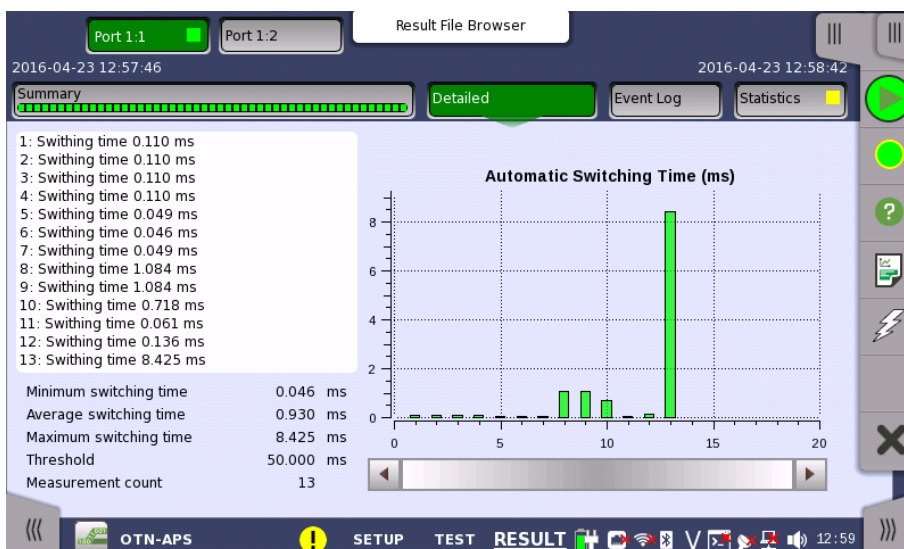 Port 1:1
Port 1:2
Result File Browser
2016-04-23 12:57:46
2016-04-23 12:58:42
Summary
Detailed
Event Log
Statistics
1: Swithing time 0.110 ms
2: Swithing time 0.110 ms
3: Swithing time 0.110 ms
4: Swithing time 0.110 ms
5: Swithing time 0.049 ms
6: Swithing time 0.046 ms
7: Swithing time 0.049 ms
8: Swithing time 1.084 ms
9: Swithing time 1.084 ms
10: Swithing time 0.718 ms
11: Swithing time 0.061 ms
12: Swithing time 0.136 ms
13: Swithing time 8.425 ms
Minimum switching time 0.046 ms
Average switching time 0.930 ms
Maximum switching time 8.425 ms
Threshold 50.000 ms
Measurement count 13
Automatic Switching Time (ms)
8
6
4
2
0
0 5 10 15 20
OTN-APS
SETUP TEST RESULT
V
12:59